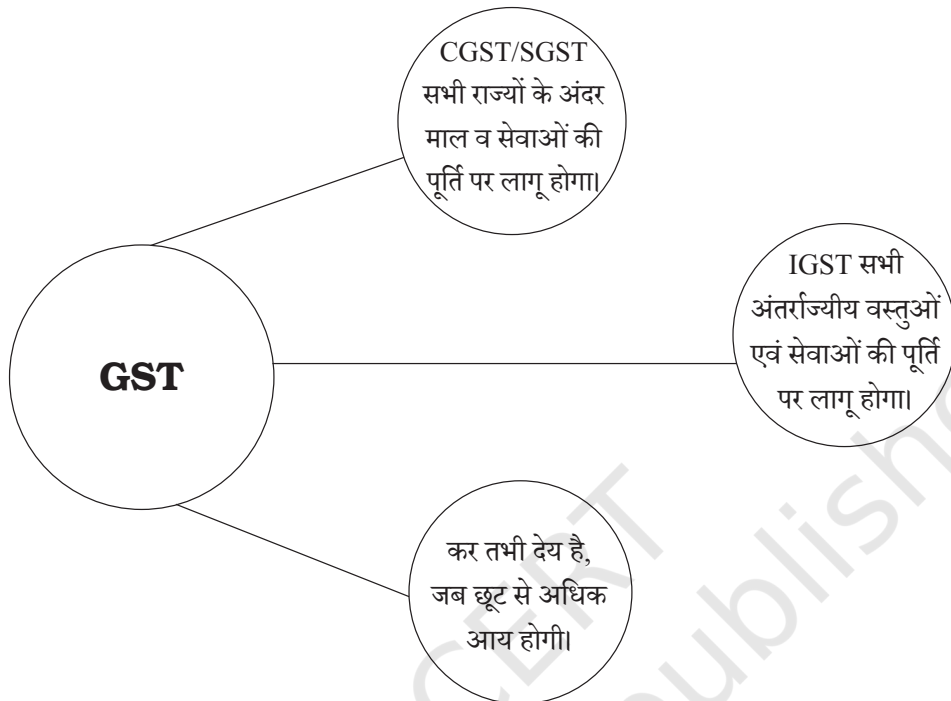 CGST/SGST
सभी राज्यों के अंदर
माल व सेवाओं की
पूर्ति पर लागू होगा।
IGST सभी
अंतर्राज्यीय वस्तुओं
एवं सेवाओं की पूर्ति
पर लागू होगा।
GST
कर तभी देय है,
जब छूट से अधिक
आय होगी।